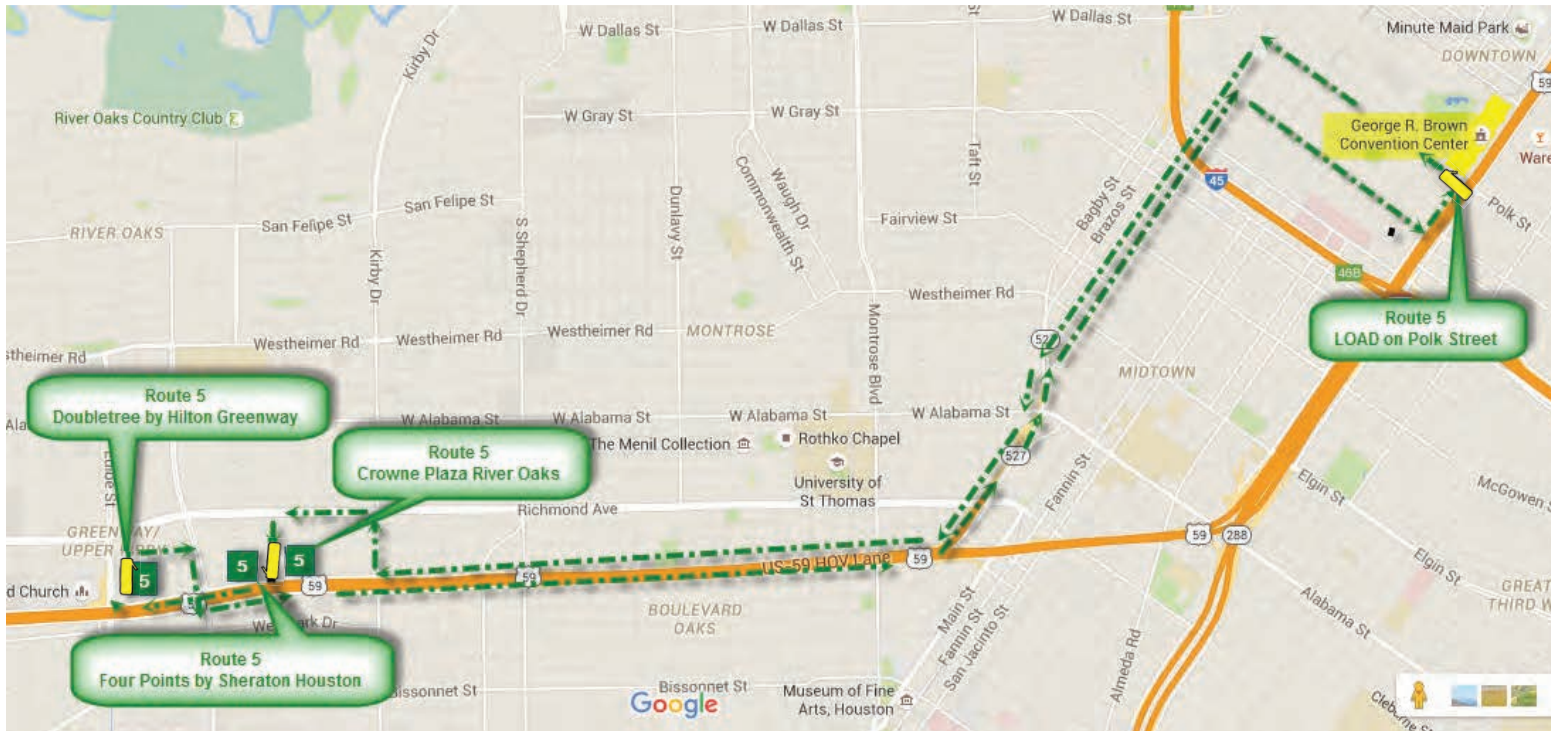 W Dallas St
W Dallas St
W Dallas St
Minute Maid Park
DOWNTOWN
59
Kirby Dr
River Oaks Country Club
W Gray St
W Gray St
George R. Brown
Convention Center
Taft St
Waugh Dr
Commonwealth St
45
Polk St
San Felipe St
San Felipe St
Dunlavy St
S Shepherd Dr
Fairview St
Bagby St
Brazos St
RIVER OAKS
Kirby Dr
46B
Westheimer Rd
Montrose Blvd
Route 5
LOAD on Polk Street
Westheimer Rd
Westheimer Rd
Westheimer Rd
MONTROSE
MIDTOWN
Route 5
Doubletree by Hilton Greenway
W Alabama St
W Alabama St
W Alabama St
W Alabama St
Route 5
Crowne Plaza River Oaks
The Menil Collection
Rothko Chapel
527
University of
St Thomas
Fannin St
Elgin St
Richmond Ave
59
288
5
5
5
US-59 HOV Lane
59
59
59
Elgin St
Church
BOULEVARD
OAKS
Main St
Fannin St
San Jacinto St
Almeda Rd
Alabama St
GREAT
THIRD
Route 5
Four Points by Sheraton Houston
Bissonnet St
Bissonnet St
Google
Museum of Fine
Arts, Houston